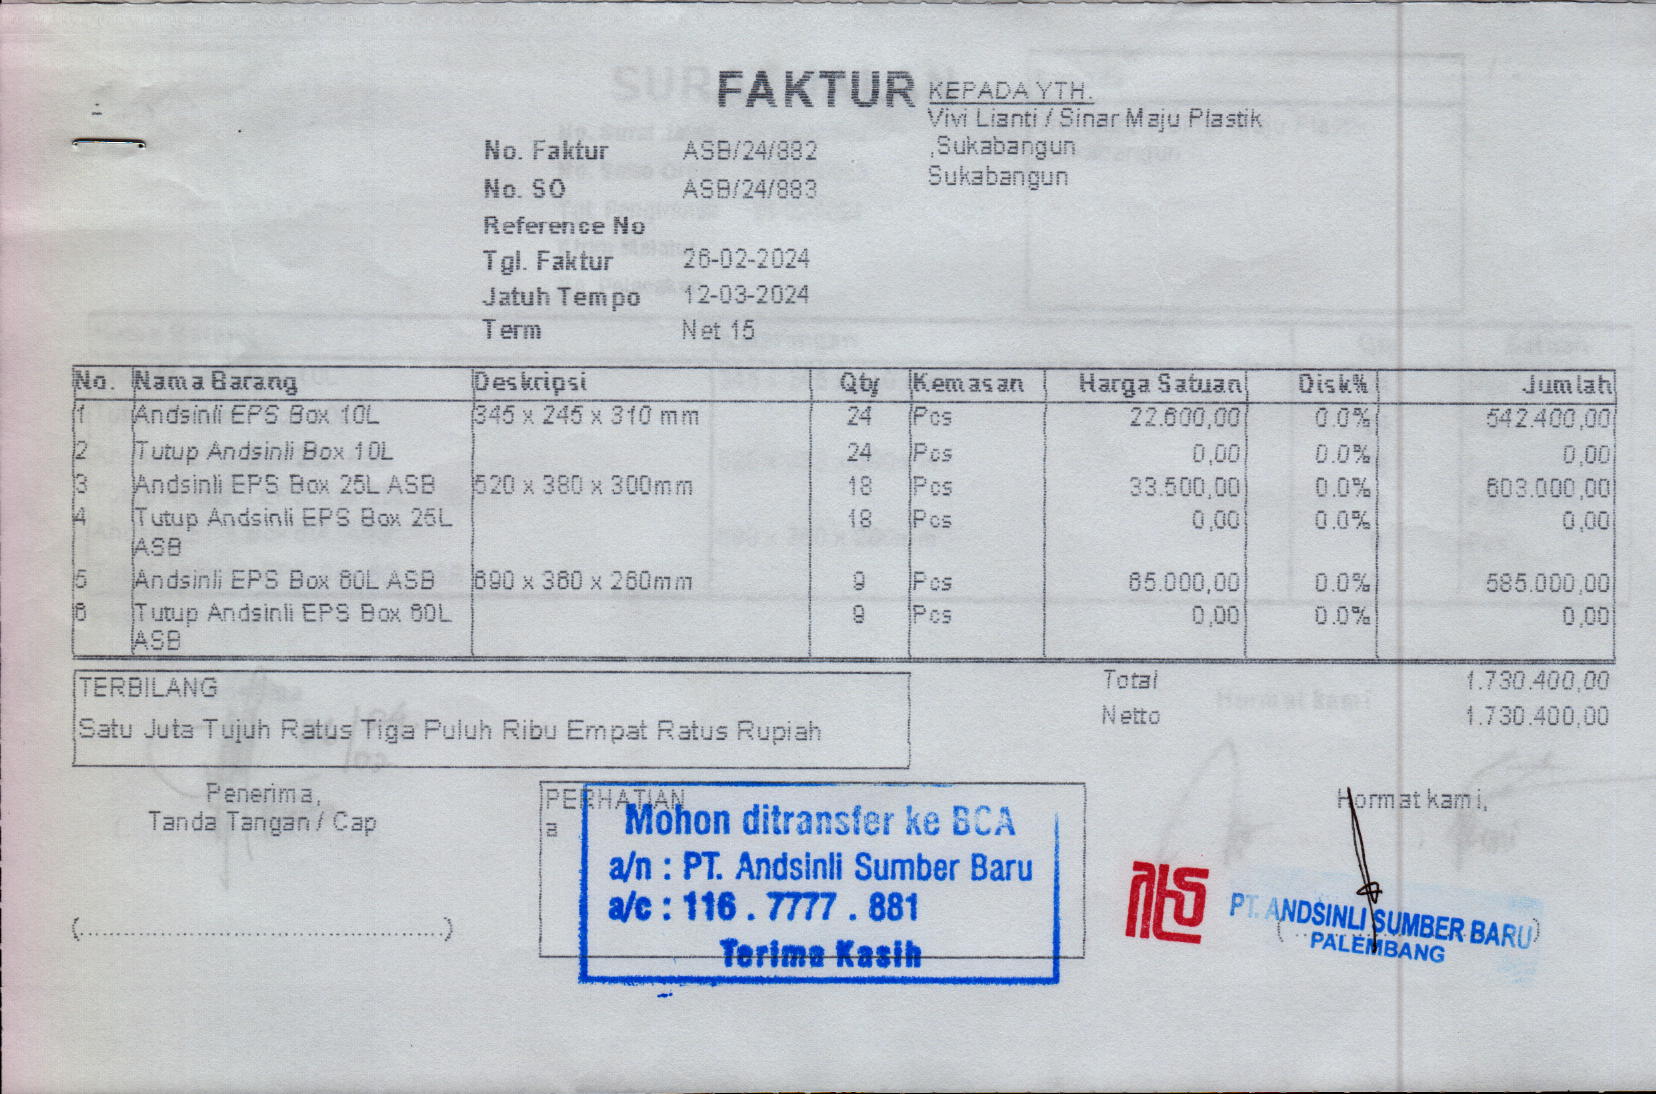 FAKTUR
KEPADA YTH.
Vivi Lianti / Sinar Maju Plastik
,Sukabangun
Sukabangun
No. Faktur ASB/24/882
No. SO ASB/24/883
Reference No
Tgl. Faktur 26-02-2024
Jatuh Tempo 12-03-2024
Term Net 15
No. Nama Barang Deskripsi Qty Kemasan Harga Satuan Disk% Jumlah
1 Andsinli EPS Box 10L 345 x 245 x 310 mm 24 Pcs 22.600,00 0.0% 542.400,00
2 Tutup Andsinli Box 10L 24 Pcs 0,00 0.0% 0,00
3 Andsinli EPS Box 25L ASB 520 x 380 x 300mm 18 Pcs 33.500,00 0.0% 603.000,00
4 Tutup Andsinli EPS Box 25L 18 Pcs 0,00 0.0% 0,00
ASB
5 Andsinli EPS Box 60L ASB 690 x 360 x 260mm 9 Pcs 65.000,00 0.0% 585.000,00
6 Tutup Andsinli EPS Box 60L 9 Pcs 0,00 0.0% 0,00
ASB
TERBILANG
Satu Juta Tujuh Ratus Tiga Puluh Ribu Empat Ratus Rupiah
Total 1.730.400,00
Netto 1.730.400,00
Penerima,
Tanda Tangan / Cap
(..........................................)
PERHATIAN
a
Mohon ditransfer ke BCA
a/n : PT. Andsinli Sumber Baru
a/c : 116 . 7777 . 881
Terima Kasih
Hormat kami,
PT. ANDSINLI SUMBER BARU
PALEMBANG